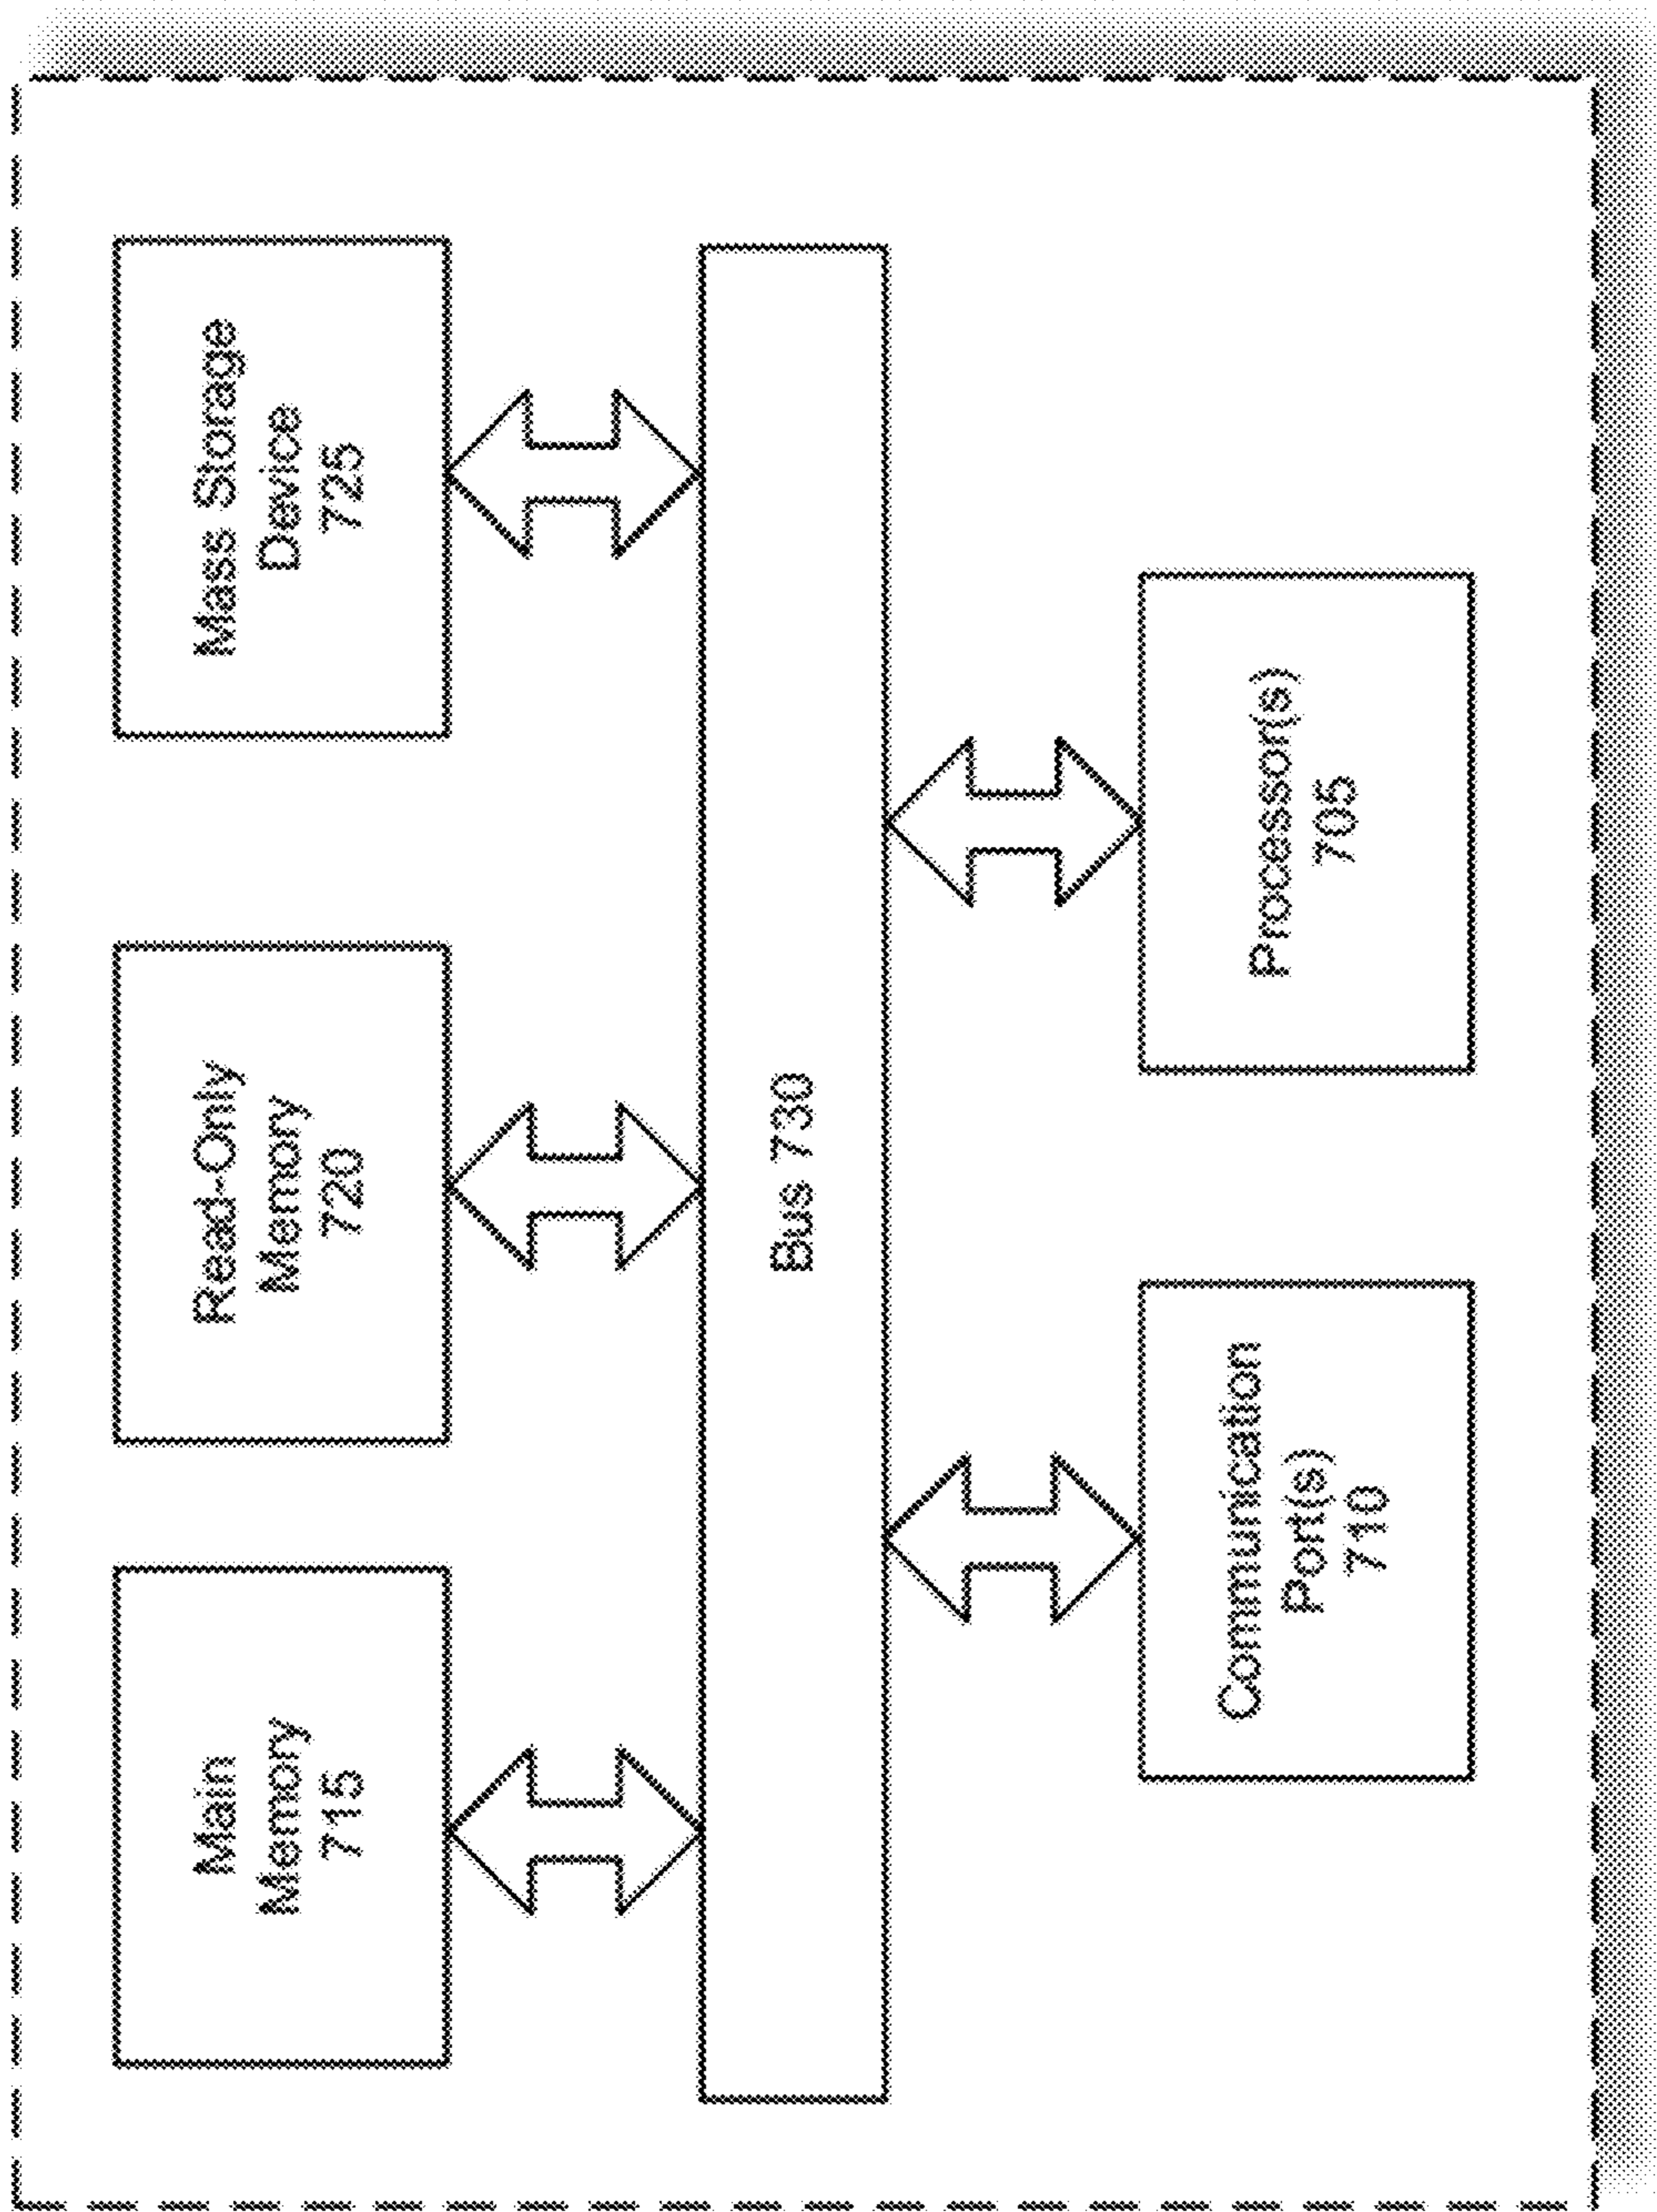 Main
Memory
715
Read-Only
Memory
720
Mass Storage
Device
725
Bus 730
Communication
Port(s)
710
Processor(s)
705